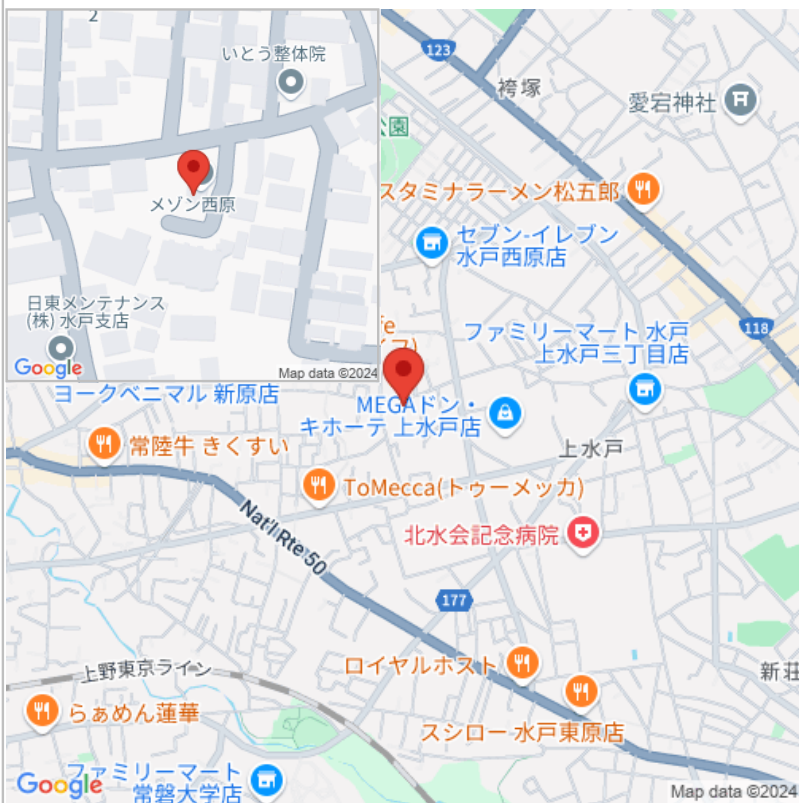 2
いとう整体院
メゾン西原
日東メンテナンス
(株) 水戸支店
Google
Map data ©2024
123
袴塚
愛宕神社
公園
スタミナラーメン松五郎
セブン-イレブン
水戸西原店
118
ファミリーマート 水戸
上水戸三丁目店
ヨークベニマル 新原店
MEGAドン・
キホーテ 上水戸店
常陸牛 きくすい
上水戸
ToMecca(トゥーメッカ)
Nat'l Rte 50
北水会記念病院
177
上野東京ライン
ロイヤルホスト
新荘
らぁめん蓮華
スシロー 水戸東原店
ファミリーマート
常磐大学店
Google
Map data ©2024